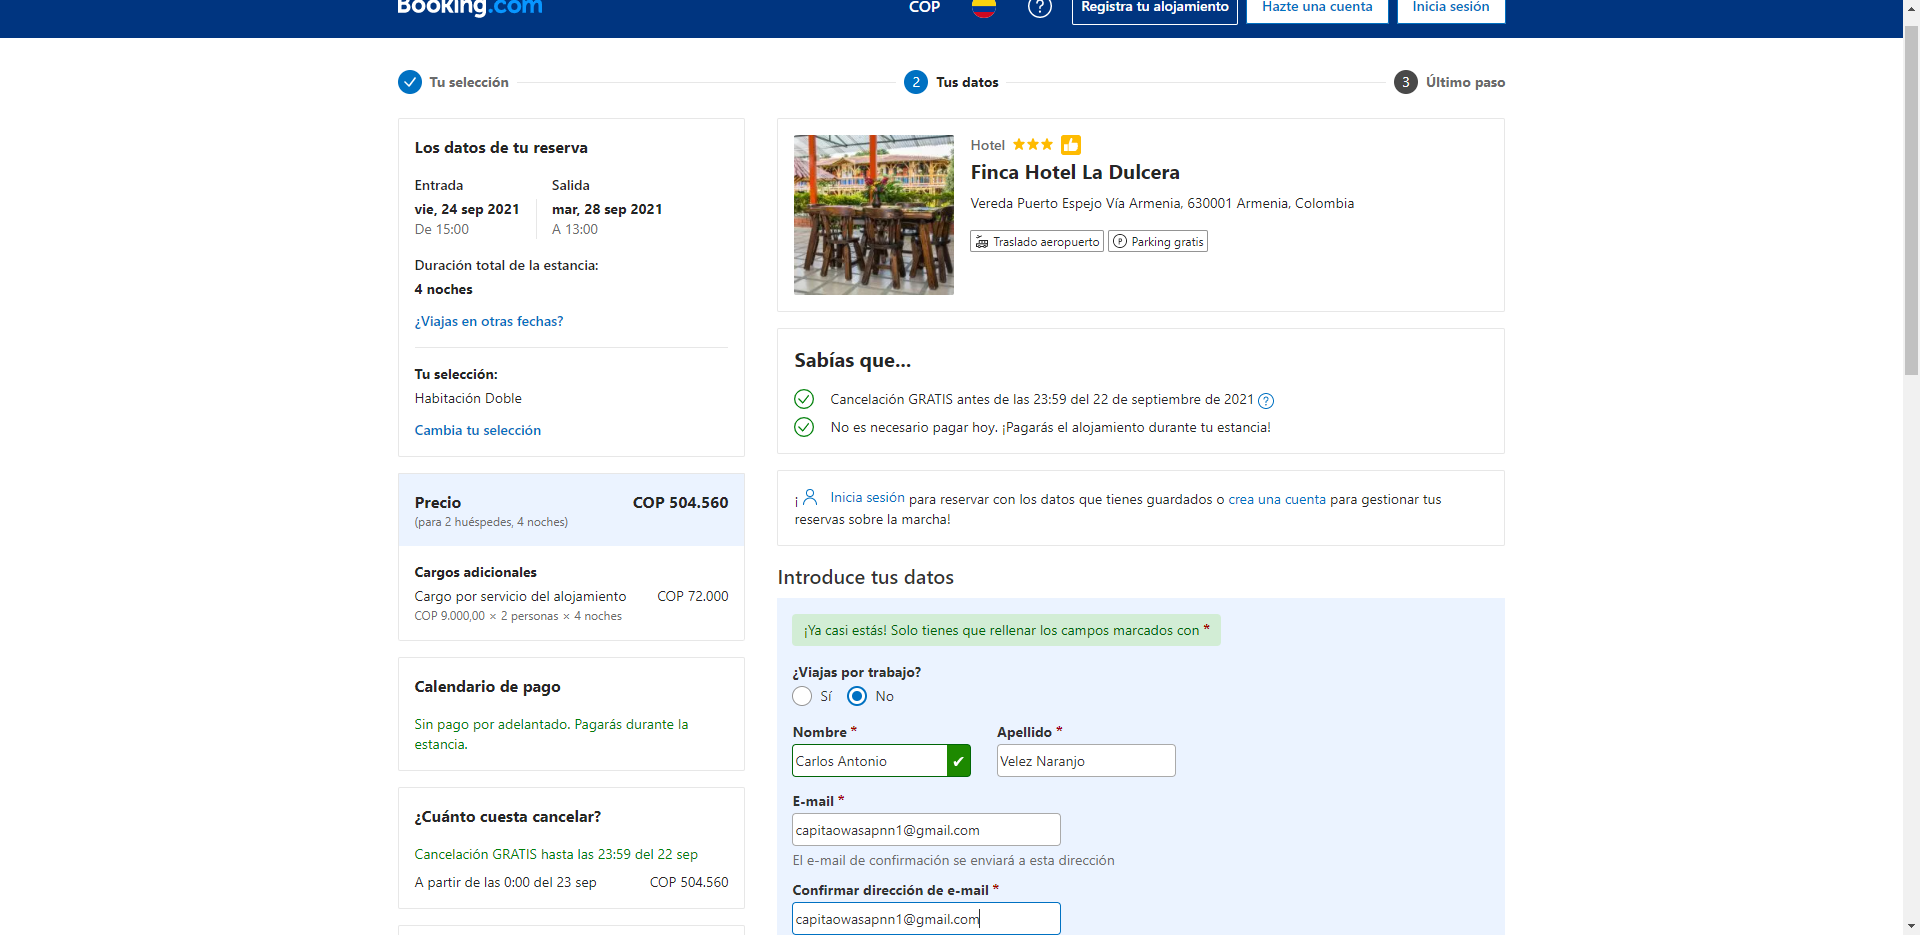 Booking.com
COP
?
Registra tu alojamiento
Hazte una cuenta
Inicia sesión
Tu selección
2 Tus datos
3 Último paso
Los datos de tu reserva
Entrada
vie, 24 sep 2021
De 15:00
Salida
mar, 28 sep 2021
A 13:00
Duración total de la estancia:
4 noches
¿Viajas en otras fechas?
Tu selección:
Habitación Doble
Cambia tu selección
Precio COP 504.560
(para 2 huéspedes, 4 noches)
Cargos adicionales
Cargo por servicio del alojamiento COP 72.000
COP 9.000,00 × 2 personas × 4 noches
Calendario de pago
Sin pago por adelantado. Pagarás durante la
estancia.
¿Cuánto cuesta cancelar?
Cancelación GRATIS hasta las 23:59 del 22 sep
A partir de las 0:00 del 23 sep COP 504.560
Hotel
Finca Hotel La Dulcera
Vereda Puerto Espejo Vía Armenia, 630001 Armenia, Colombia
Traslado aeropuerto
P Parking gratis
Sabías que...
Cancelación GRATIS antes de las 23:59 del 22 de septiembre de 2021 ?
No es necesario pagar hoy. ¡Pagarás el alojamiento durante tu estancia!
¡ Inicia sesión para reservar con los datos que tienes guardados o crea una cuenta para gestionar tus
reservas sobre la marcha!
Introduce tus datos
¡Ya casi estás! Solo tienes que rellenar los campos marcados con *
¿Viajas por trabajo?
Sí No
Nombre *
Carlos Antonio
Apellido *
Velez Naranjo
E-mail *
capitaowasapnn1@gmail.com
El e-mail de confirmación se enviará a esta dirección
Confirmar dirección de e-mail *
capitaowasapnn1@gmail.com